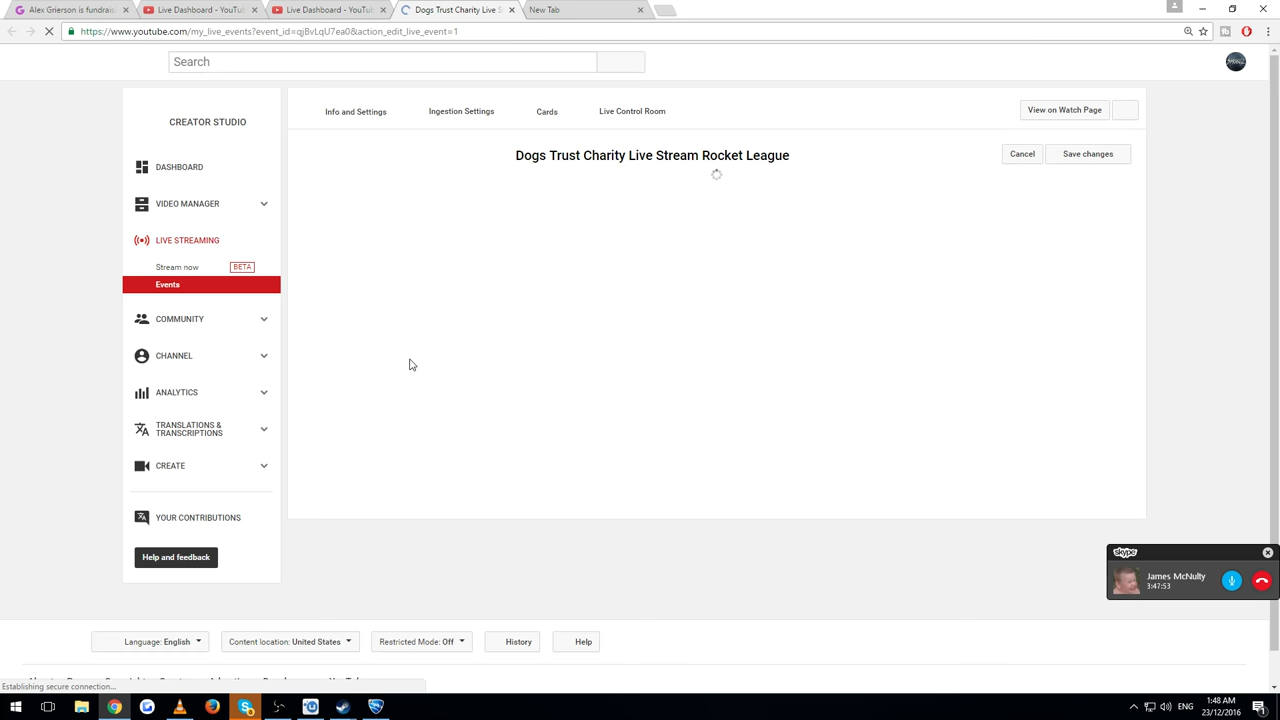 Alex Grierson is fundrais
Live Dashboard - YouTub
Live Dashboard - YouTub
Dogs Trust Charity Live S
New Tab
https://www.youtube.com/my_live_events?event_id=qjBvLqU7ea0&action_edit_live_event=1
Search
CREATOR STUDIO
Info and Settings
Ingestion Settings
Cards
Live Control Room
View on Watch Page
Dogs Trust Charity Live Stream Rocket League
Cancel
Save changes
DASHBOARD
VIDEO MANAGER
LIVE STREAMING
Stream now
BETA
Events
COMMUNITY
CHANNEL
ANALYTICS
TRANSLATIONS &
TRANSCRIPTIONS
CREATE
YOUR CONTRIBUTIONS
Help and feedback
skype
James McNulty
3:47:53
Language: English
Content location: United States
Restricted Mode: Off
History
Help
Establishing secure connection...
ENG
1:48 AM
23/12/2016